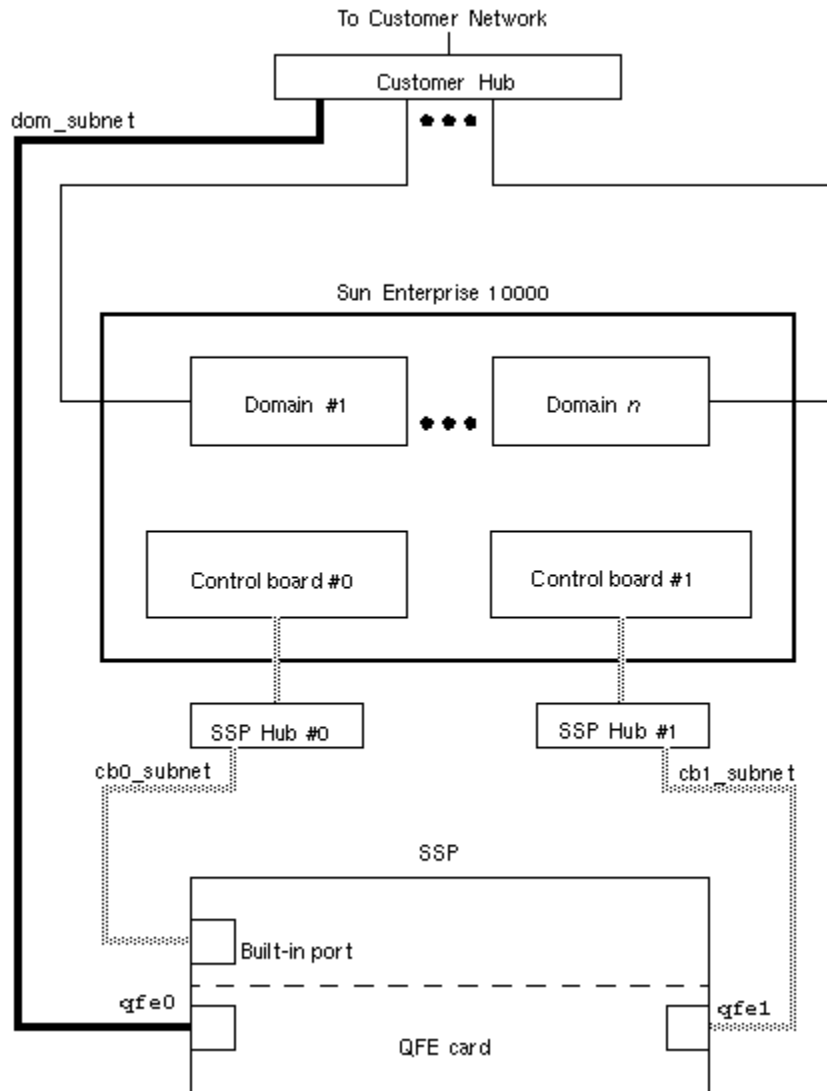 To Customer Network
Customer Hub
dom_subnet
Sun Enterprise 10000
Domain #1
Domain n
Control board #0
Control board #1
SSP Hub #0
SSP Hub #1
cb0_subnet
cb1_subnet
SSP
Built-in port
qfe0
qfe1
QFE card